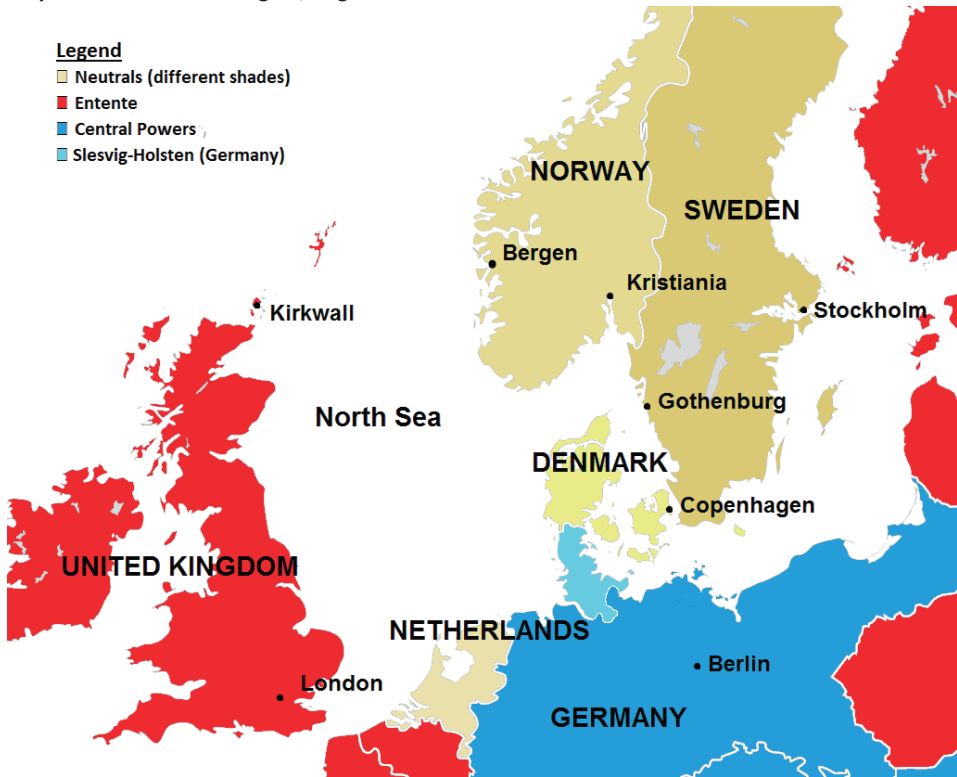 Legend
Neutrals (different shades)
Entente
Central Powers
Slesvig-Holsten (Germany)
NORWAY
SWEDEN
Bergen
Kristiania
Kirkwall
Stockholm
Gothenburg
North Sea
DENMARK
Copenhagen
UNITED KINGDOM
NETHERLANDS
Berlin
London
GERMANY